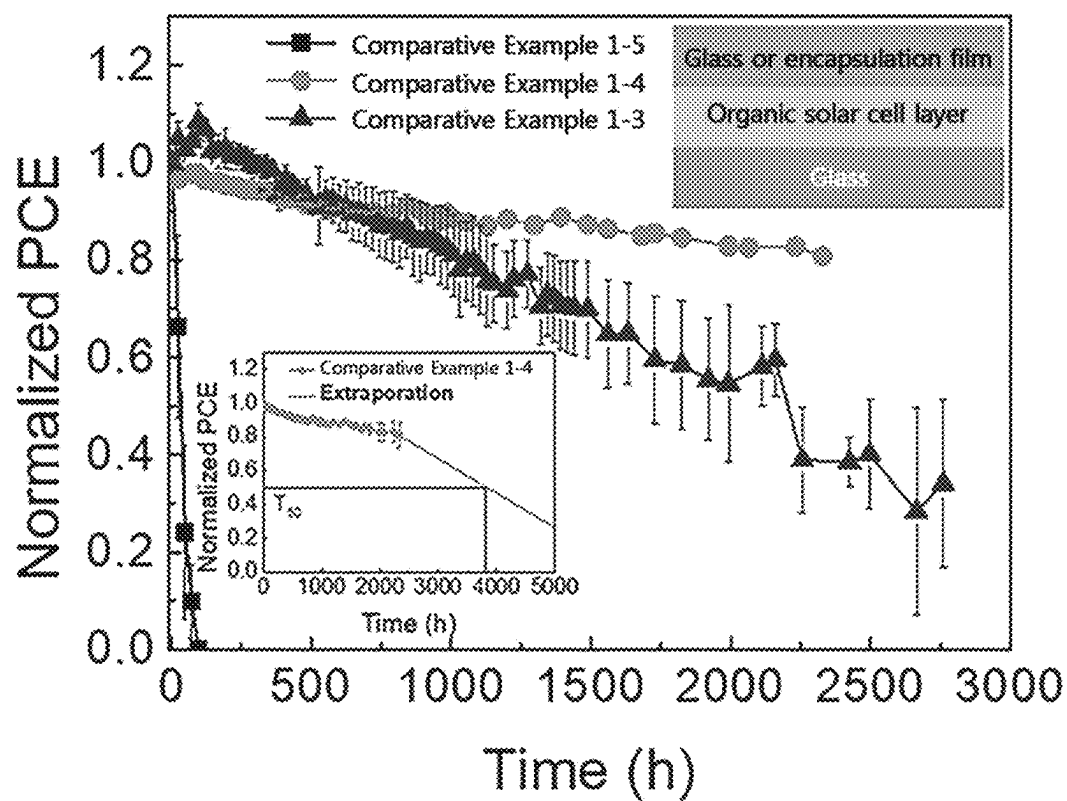 Comparative Example 1-5
Comparative Example 1-4
Comparative Example 1-3
Glass or encapsulation film
Organic solar cell layer
Glass
Normalized PCE
1.2
1.0
0.8
0.6
0.4
0.2
0.0
0 500 1000 1500 2000 2500 3000
Time (h)
Comparative Example 1-4
Extraporation
Normalized PCE
1.2
1.0
0.8
0.6
0.4
0.2
0.0
0 1000 2000 3000 4000 5000
Time (h)